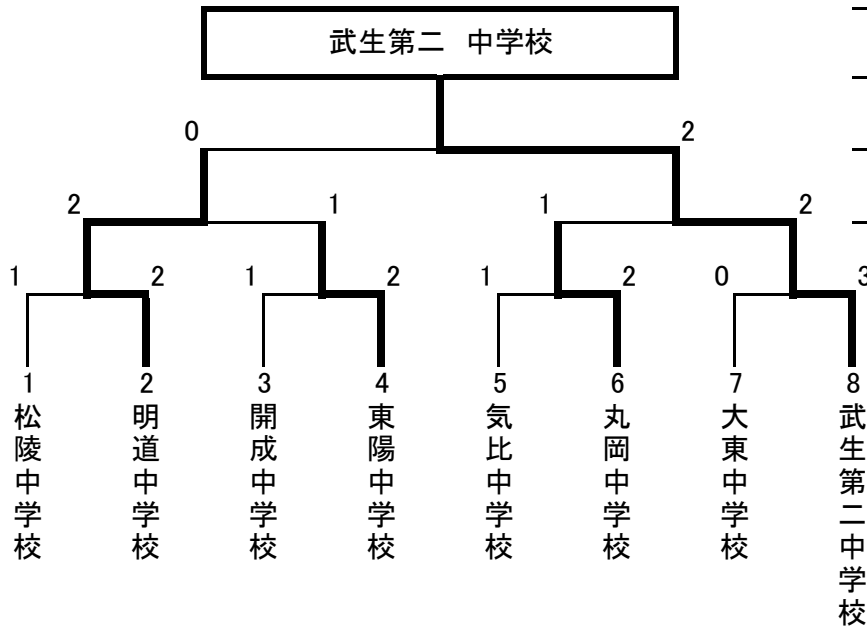 武生第二 中学校
0 2
2 1 1 2
1 2 1 2 1 2 0 3
1 2 3 4 5 6 7 8
松陵中学校
明道中学校
開成中学校
東陽中学校
気比中学校
丸岡中学校
大東中学校
武生第二中学校